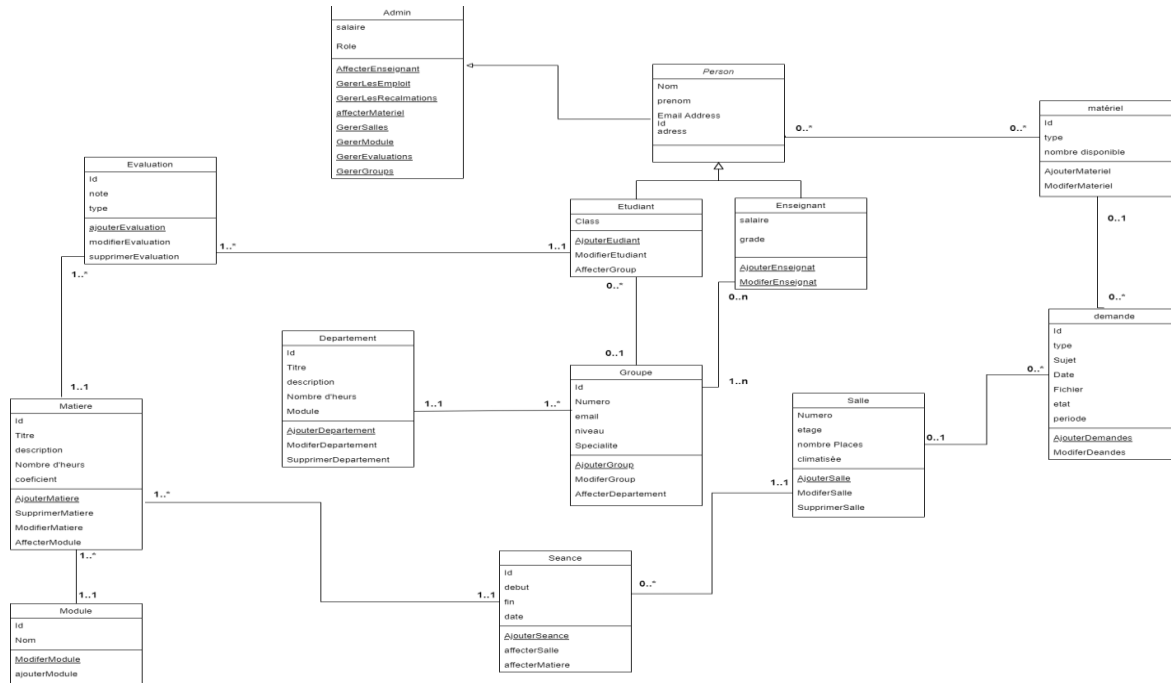 Admin
salaire
Role
AffecterEnseignant
GererLesEmploit
GererLesRecalmations
affecterMateriel
GererSalles
GererModule
GererEvaluations
GererGroups
Person
Nom
prenom
Email Address
Id
adress
0..*
0..*
matériel
Id
type
nombre disponible
AjouterMateriel
ModiferMateriel
Evaluation
Id
note
type
ajouterEvaluation
modifierEvaluation
supprimerEvaluation
1..*
1..1
1..*
Etudiant
Class
AjouterEudiant
ModifierEtudiant
AffecterGroup
0..*
Enseignant
salaire
grade
AjouterEnseignat
ModiferEnseignat
0..n
0..1
0..*
demande
Id
type
Sujet
Date
Fichier
etat
periode
AjouterDemandes
ModiferDeandes
0..*
Departement
Id
Titre
description
Nombre d'heurs
Module
AjouterDepartement
ModiferDepartement
SupprimerDepartement
1..1
1..*
0..1
1..n
Groupe
Id
Numero
email
niveau
Specialite
AjouterGroup
ModiferGroup
AffecterDepartement
Salle
Numero
etage
nombre Places
climatisèe
AjouterSalle
ModiferSalle
SupprimerSalle
0..1
1..1
1..1
Matiere
Id
Titre
description
Nombre d'heurs
coeficient
AjouterMatiere
SupprimerMatiere
ModifierMatiere
AffecterModule
1..*
1..*
1..1
Module
Id
Nom
ModiferModule
ajouterModule
Seance
Id
debut
fin
date
AjouterSeance
affecterSalle
affecterMatiere
1..1
0..*